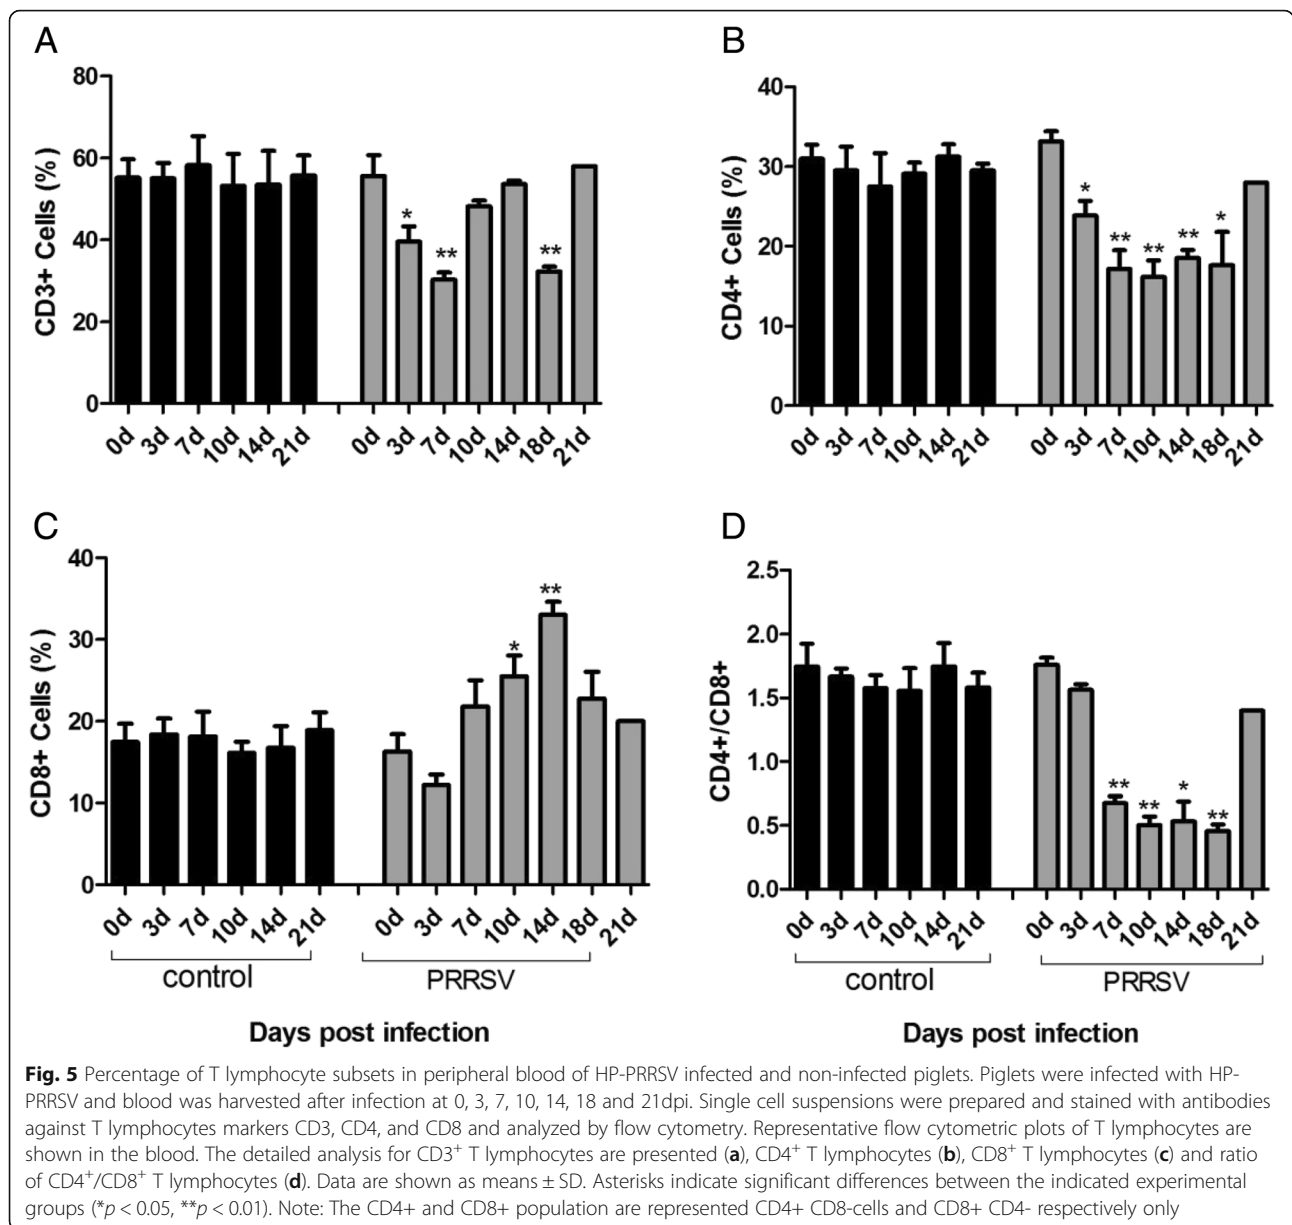 A
CD3+ Cells (%)
80
60
40
20
0
* ** **
0d 3d 7d 10d 14d 21d 0d 3d 7d 10d 14d 18d 21d
B
CD4+ Cells (%)
40
30
20
10
0
* ** ** ** *
0d 3d 7d 10d 14d 21d 0d 3d 7d 10d 14d 18d 21d
C
CD8+ Cells (%)
40
30
20
10
0
* **
0d 3d 7d 10d 14d 21d 0d 3d 7d 10d 14d 18d 21d
control PRRSV
Days post infection
D
CD4+/CD8+
2.5
2.0
1.5
1.0
0.5
0.0
** ** * **
0d 3d 7d 10d 14d 21d 0d 3d 7d 10d 14d 18d 21d
control PRRSV
Days post infection
Fig. 5 Percentage of T lymphocyte subsets in peripheral blood of HP-PRRSV infected and non-infected piglets. Piglets were infected with HP-
PRRSV and blood was harvested after infection at 0, 3, 7, 10, 14, 18 and 21dpi. Single cell suspensions were prepared and stained with antibodies
against T lymphocytes markers CD3, CD4, and CD8 and analyzed by flow cytometry. Representative flow cytometric plots of T lymphocytes are
shown in the blood. The detailed analysis for CD3⁺ T lymphocytes are presented (a), CD4⁺ T lymphocytes (b), CD8⁺ T lymphocytes (c) and ratio
of CD4⁺/CD8⁺ T lymphocytes (d). Data are shown as means ± SD. Asterisks indicate significant differences between the indicated experimental
groups (*p < 0.05, **p < 0.01). Note: The CD4+ and CD8+ population are represented CD4+ CD8-cells and CD8+ CD4- respectively only